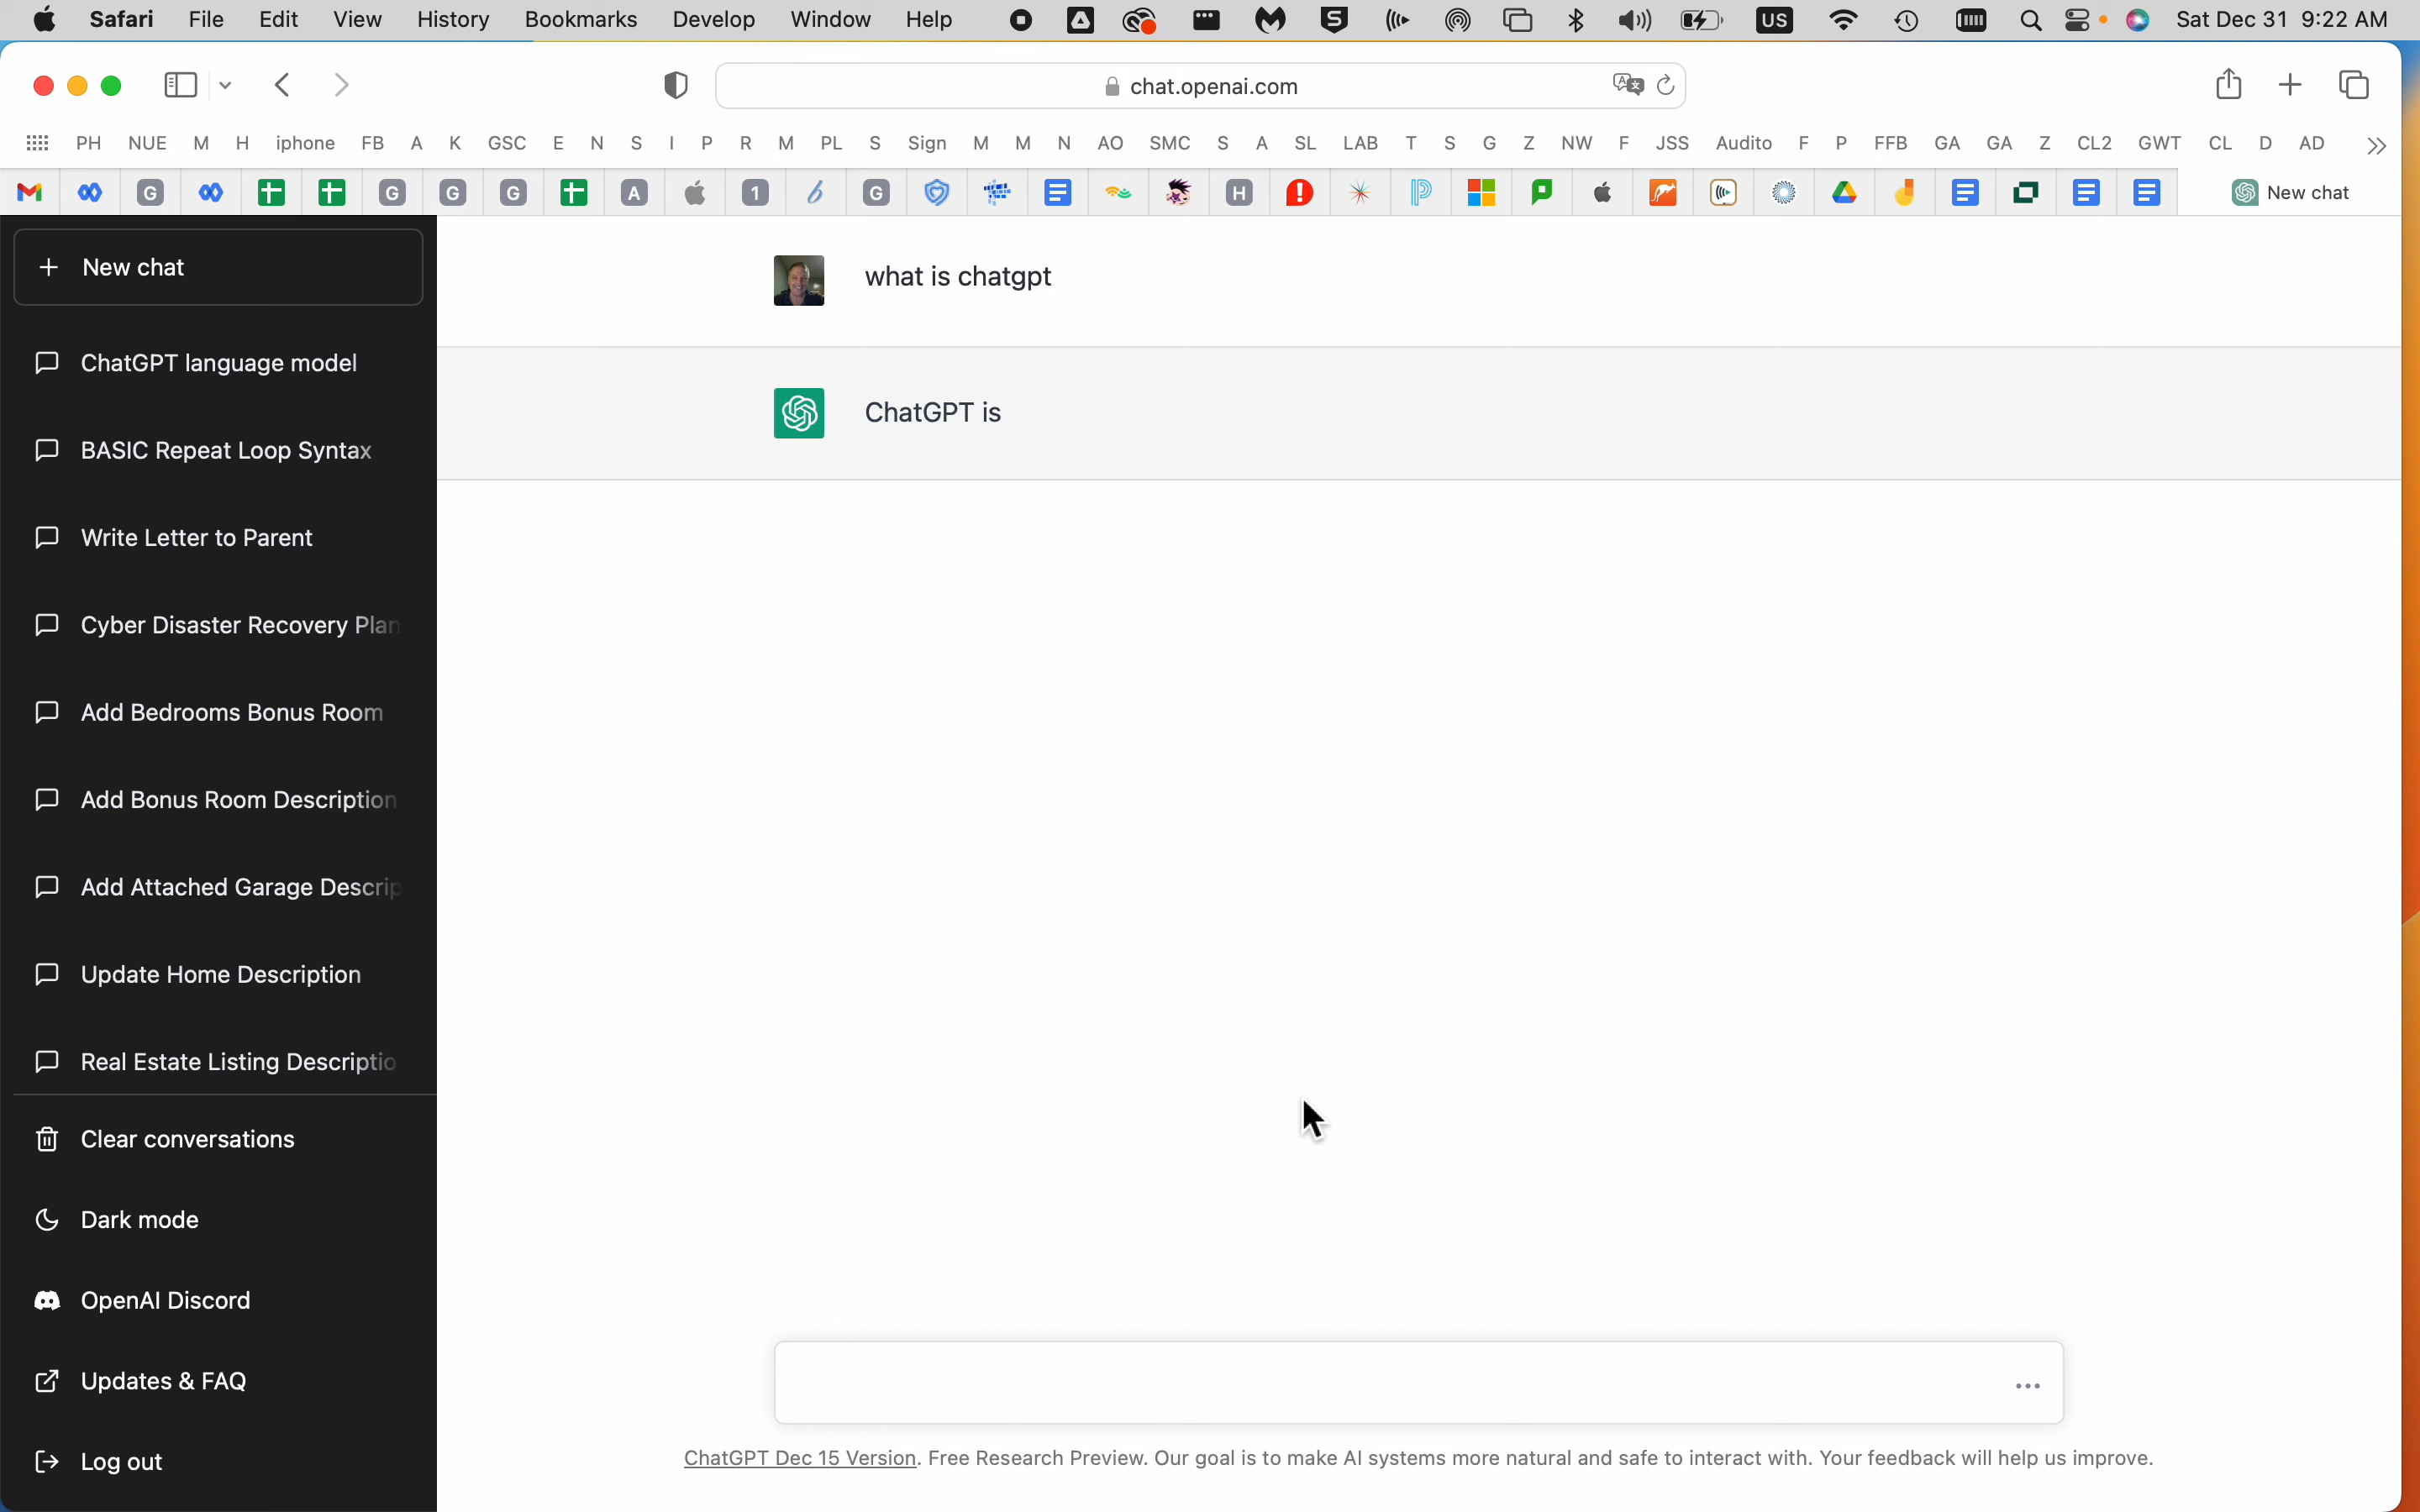 Safari File Edit View History Bookmarks Develop Window Help US Sat Dec 31 9:22 AM
chat.openai.com
PH NUE M H iphone FB A K GSC E N S I P R M PL S Sign M M N AO SMC S A SL LAB T S G Z NW F JSS Audito F P FFB GA GA Z CL2 GWT CL D AD
G G G G A 1 G H New chat
New chat
what is chatgpt
ChatGPT language model
ChatGPT is
BASIC Repeat Loop Syntax
Write Letter to Parent
Cyber Disaster Recovery Plan
Add Bedrooms Bonus Room
Add Bonus Room Description
Add Attached Garage Descrip
Update Home Description
Real Estate Listing Descriptio
Clear conversations
Dark mode
OpenAI Discord
Updates & FAQ
Log out
ChatGPT Dec 15 Version. Free Research Preview. Our goal is to make AI systems more natural and safe to interact with. Your feedback will help us improve.